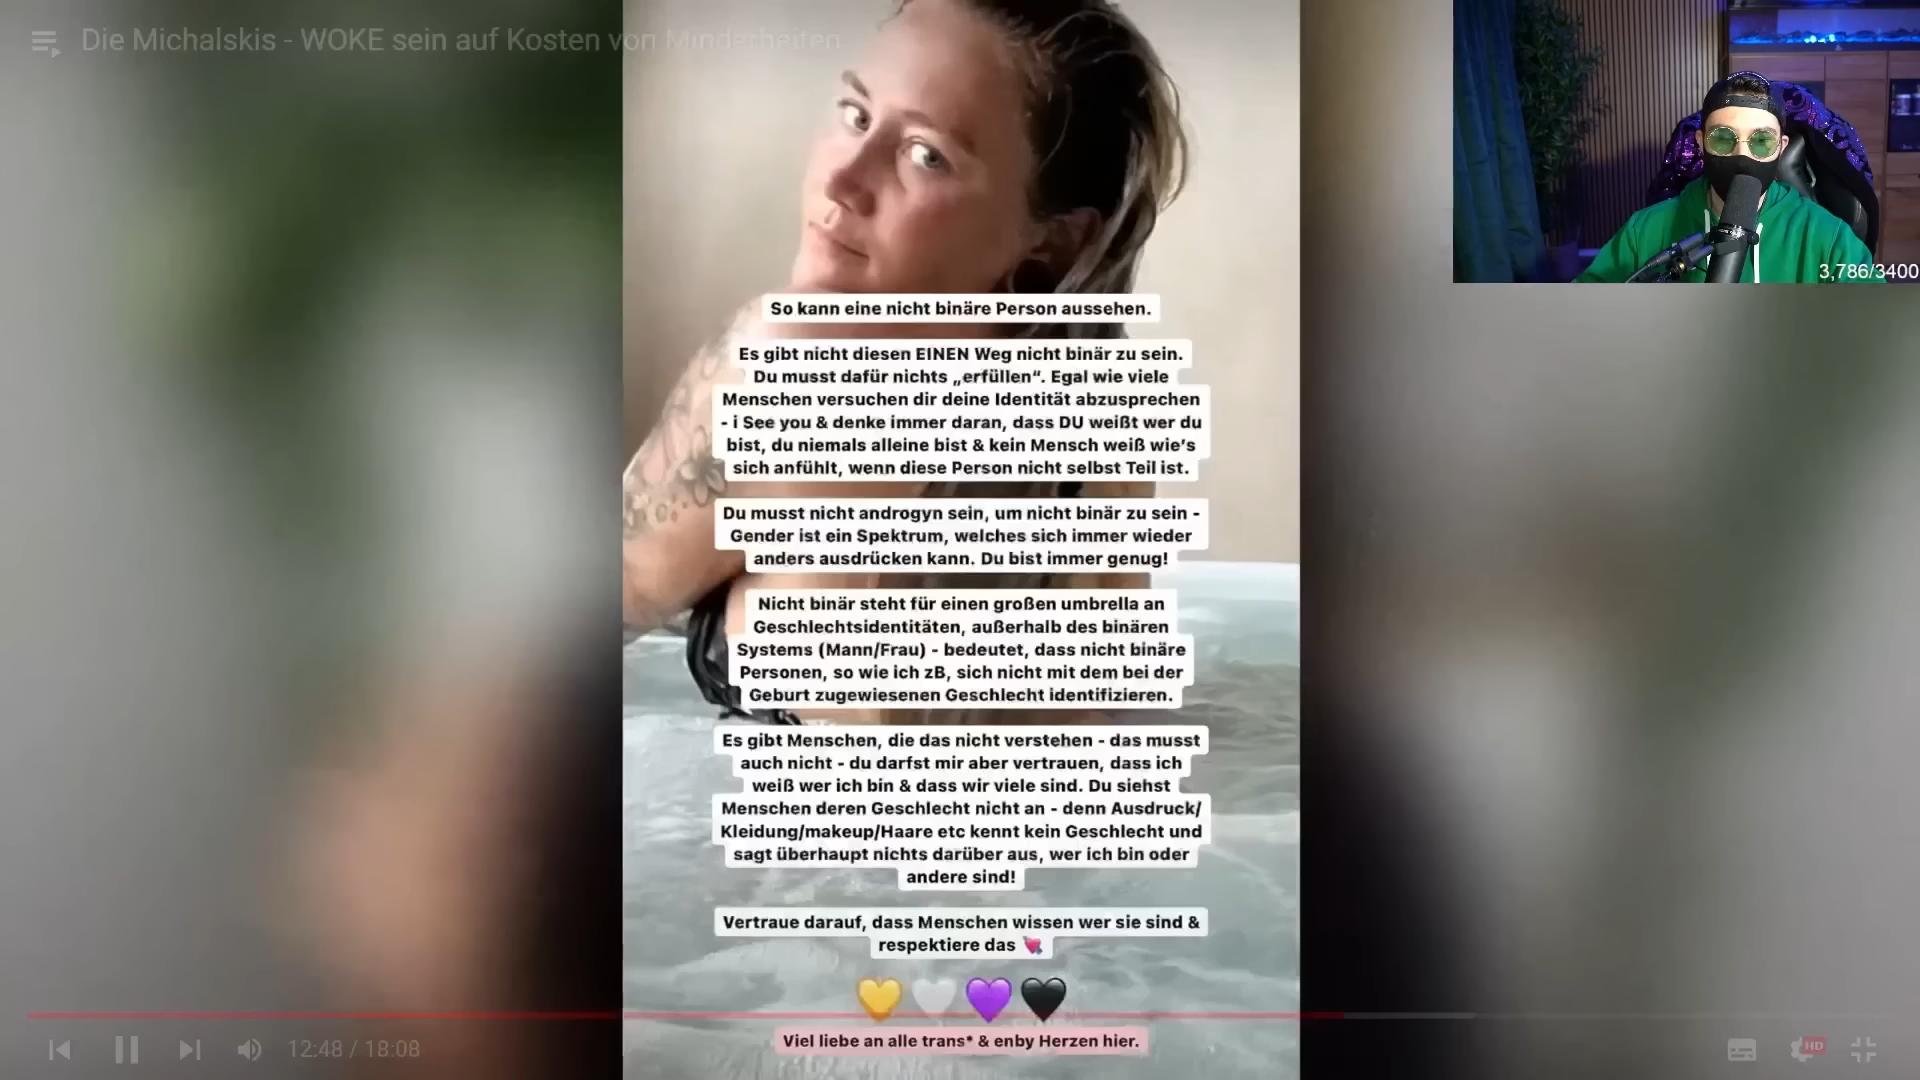 Die Michalskis - WOKE sein auf Kosten von Minderheiten
3,786/3400
So kann eine nicht binäre Person aussehen.
Es gibt nicht diesen EINEN Weg nicht binär zu sein.
Du musst dafür nichts „erfüllen“. Egal wie viele
Menschen versuchen dir deine Identität abzusprechen
- i See you & denke immer daran, dass DU weißt wer du
bist, du niemals alleine bist & kein Mensch weiß wie's
sich anfühlt, wenn diese Person nicht selbst Teil ist.
Du musst nicht androgyn sein, um nicht binär zu sein -
Gender ist ein Spektrum, welches sich immer wieder
anders ausdrücken kann. Du bist immer genug!
Nicht binär steht für einen großen umbrella an
Geschlechtsidentitäten, außerhalb des binären
Systems (Mann/Frau) - bedeutet, dass nicht binäre
Personen, so wie ich zB, sich nicht mit dem bei der
Geburt zugewiesenen Geschlecht identifizieren.
Es gibt Menschen, die das nicht verstehen - das musst
auch nicht - du darfst mir aber vertrauen, dass ich
weiß wer ich bin & dass wir viele sind. Du siehst
Menschen deren Geschlecht nicht an - denn Ausdruck/
Kleidung/makeup/Haare etc kennt kein Geschlecht und
sagt überhaupt nichts darüber aus, wer ich bin oder
andere sind!
Vertraue darauf, dass Menschen wissen wer sie sind &
respektiere das 💘
💛🤍💜🖤
Viel liebe an alle trans* & enby Herzen hier.
12:48 / 18:08
HD